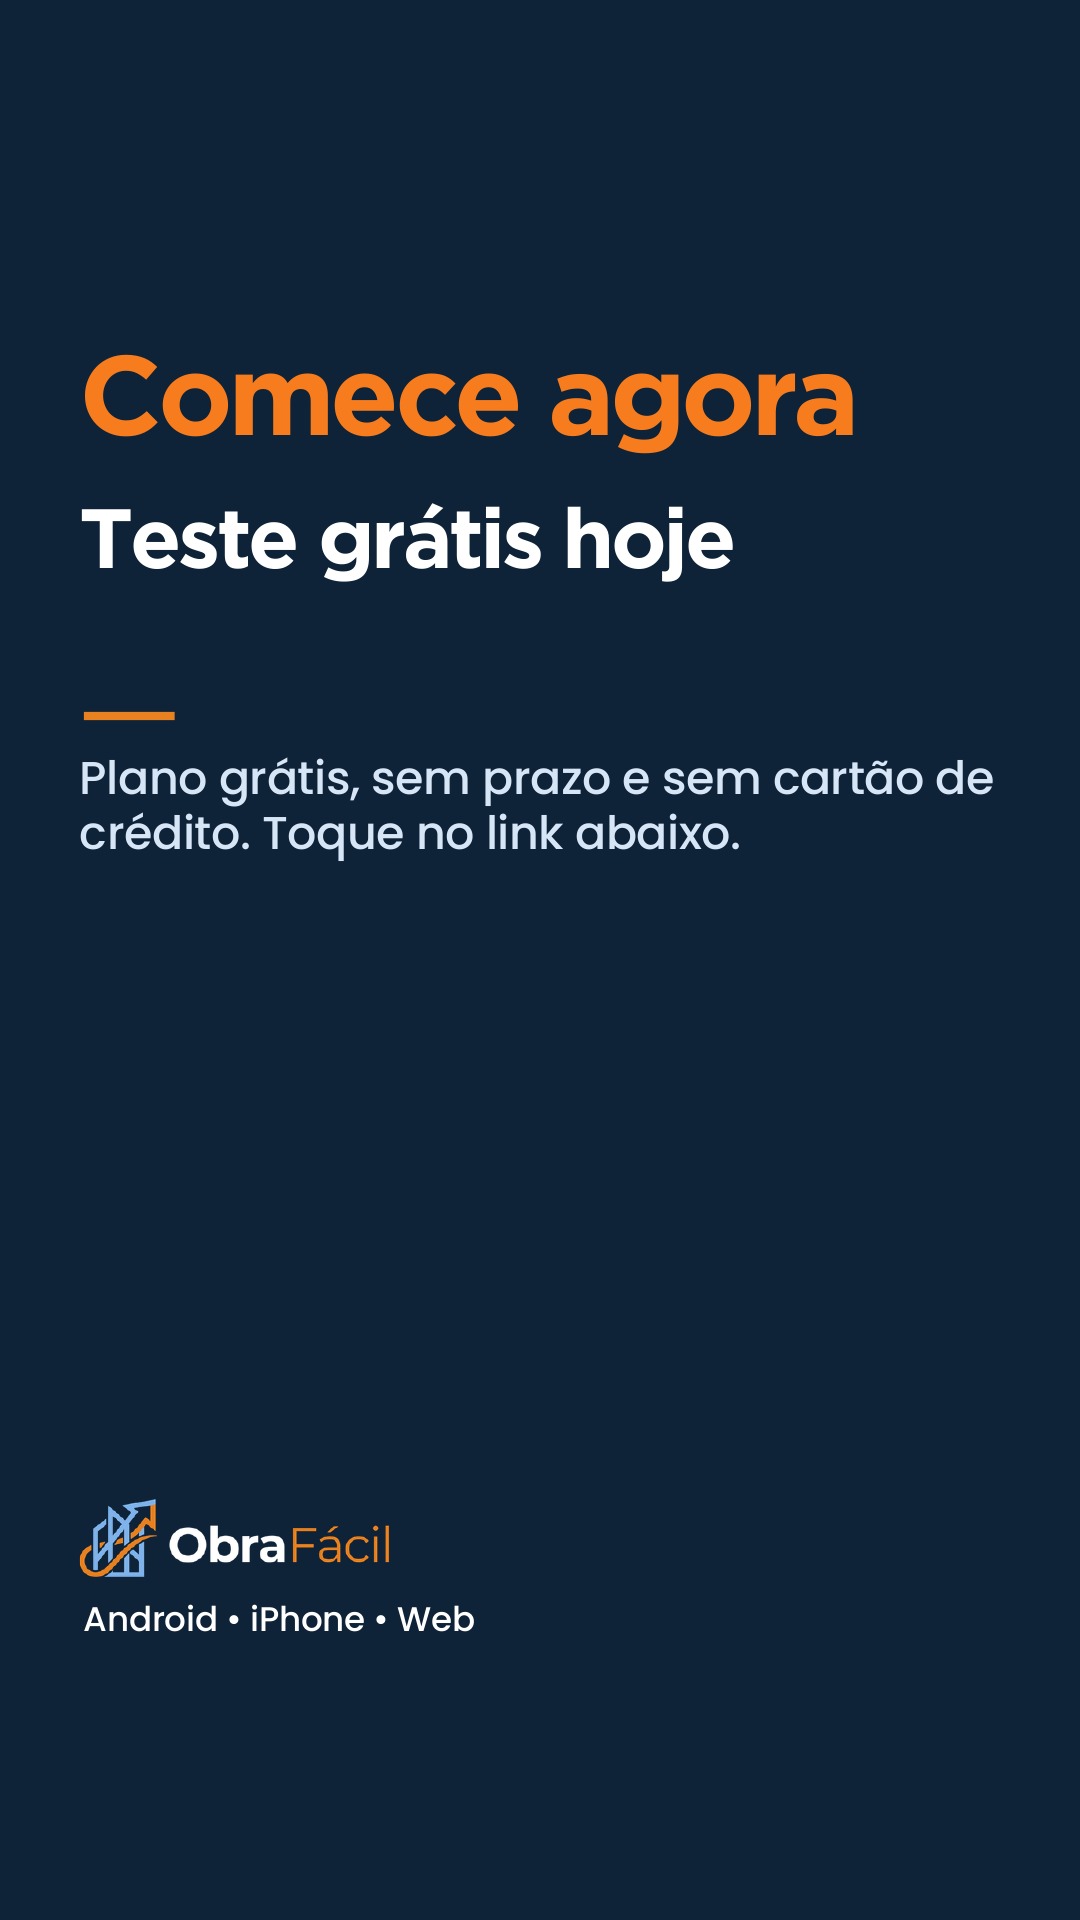 Comece agora
Teste grátis hoje
Plano grátis, sem prazo e sem cartão de
crédito. Toque no link abaixo.
ObraFácil
Android • iPhone • Web